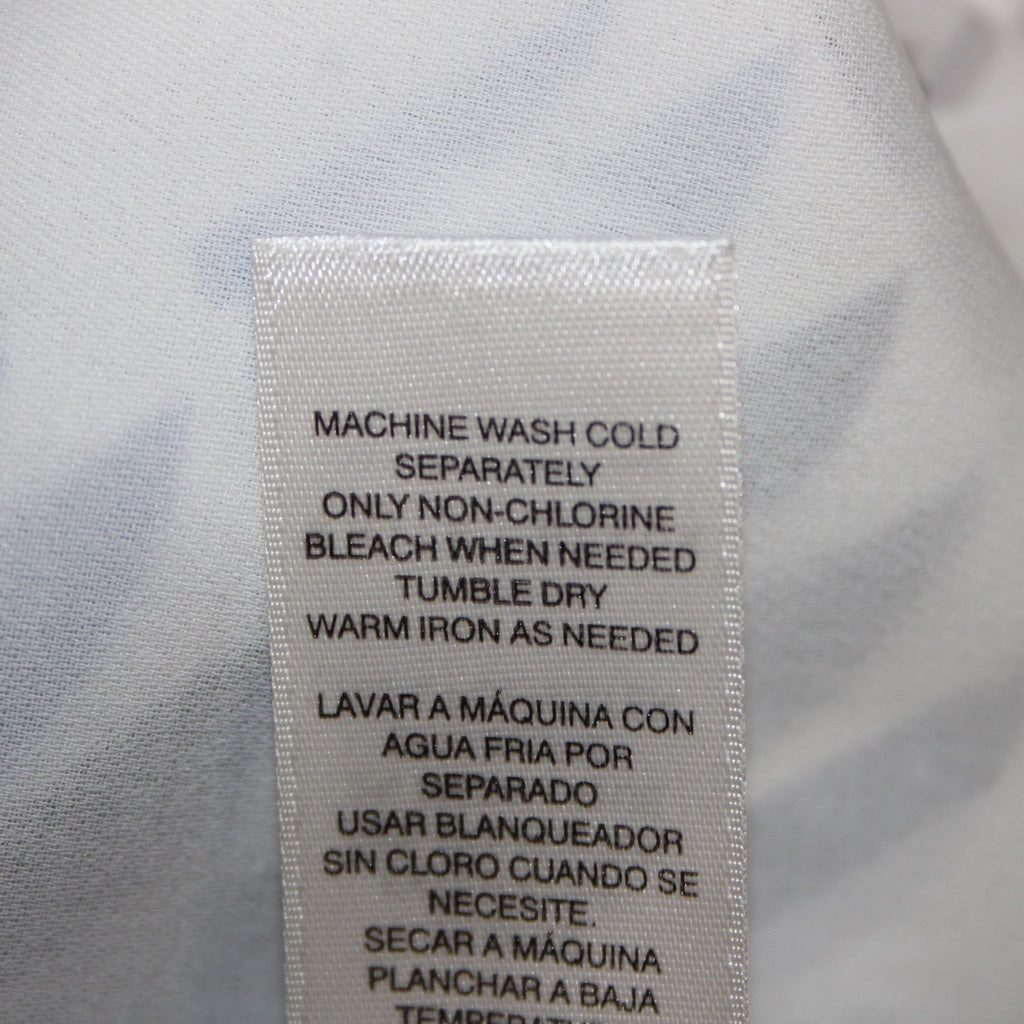 MACHINE WASH COLD
SEPARATELY
ONLY NON-CHLORINE
BLEACH WHEN NEEDED
TUMBLE DRY
WARM IRON AS NEEDED
LAVAR A MÁQUINA CON
AGUA FRIA POR
SEPARADO
USAR BLANQUEADOR
SIN CLORO CUANDO SE
NECESITE.
SECAR A MÁQUINA
PLANCHAR A BAJA